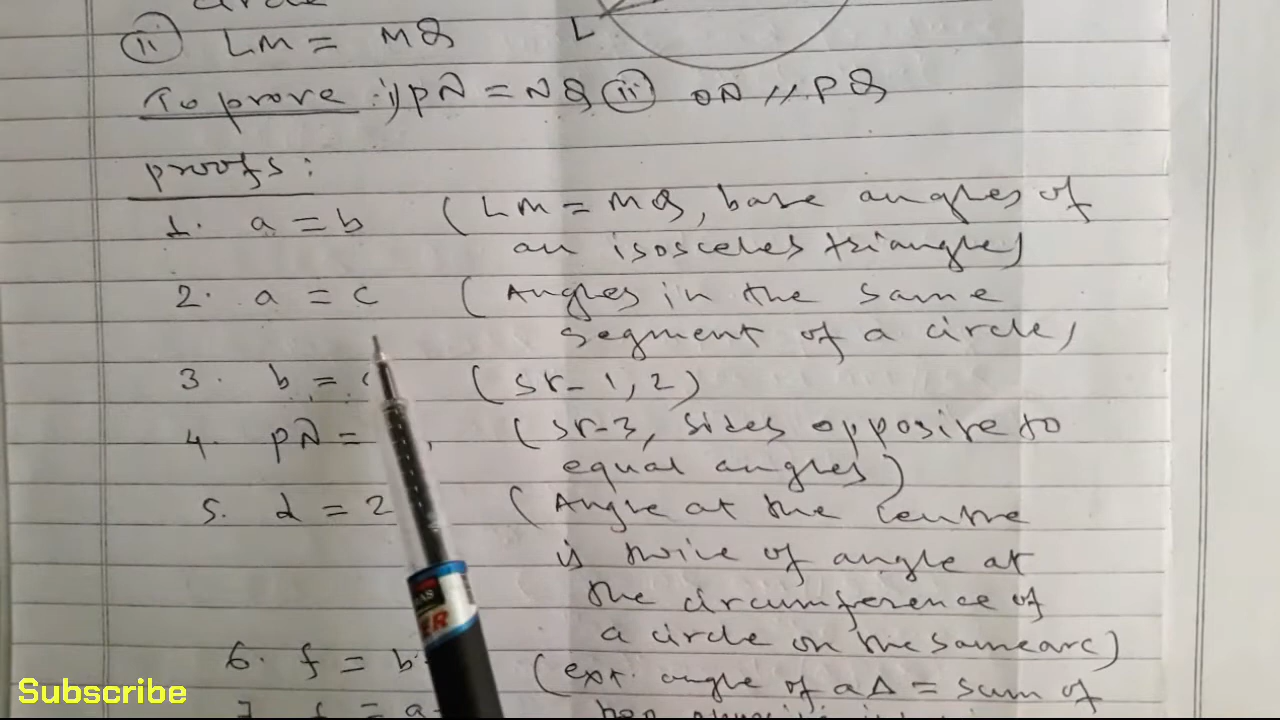 circle
(ii) LM = MQ
L
To prove :i) PN = NQ (ii) ON // PQ
proofs:
1. a = b (LM = MQ, base angles of
an isosceles triangle)
2. a = c (Angles in the same
segment of a circle)
3. b = c (Sr-1,2)
4. PN = (Sr-3, sides opposite to
equal angles)
5. d = 2 (Angle at the centre
is twice of angle at
the circumference of
a circle on the same arc)
6. f = b (ext. angle of a Δ = sum of
7. f = a
Subscribe